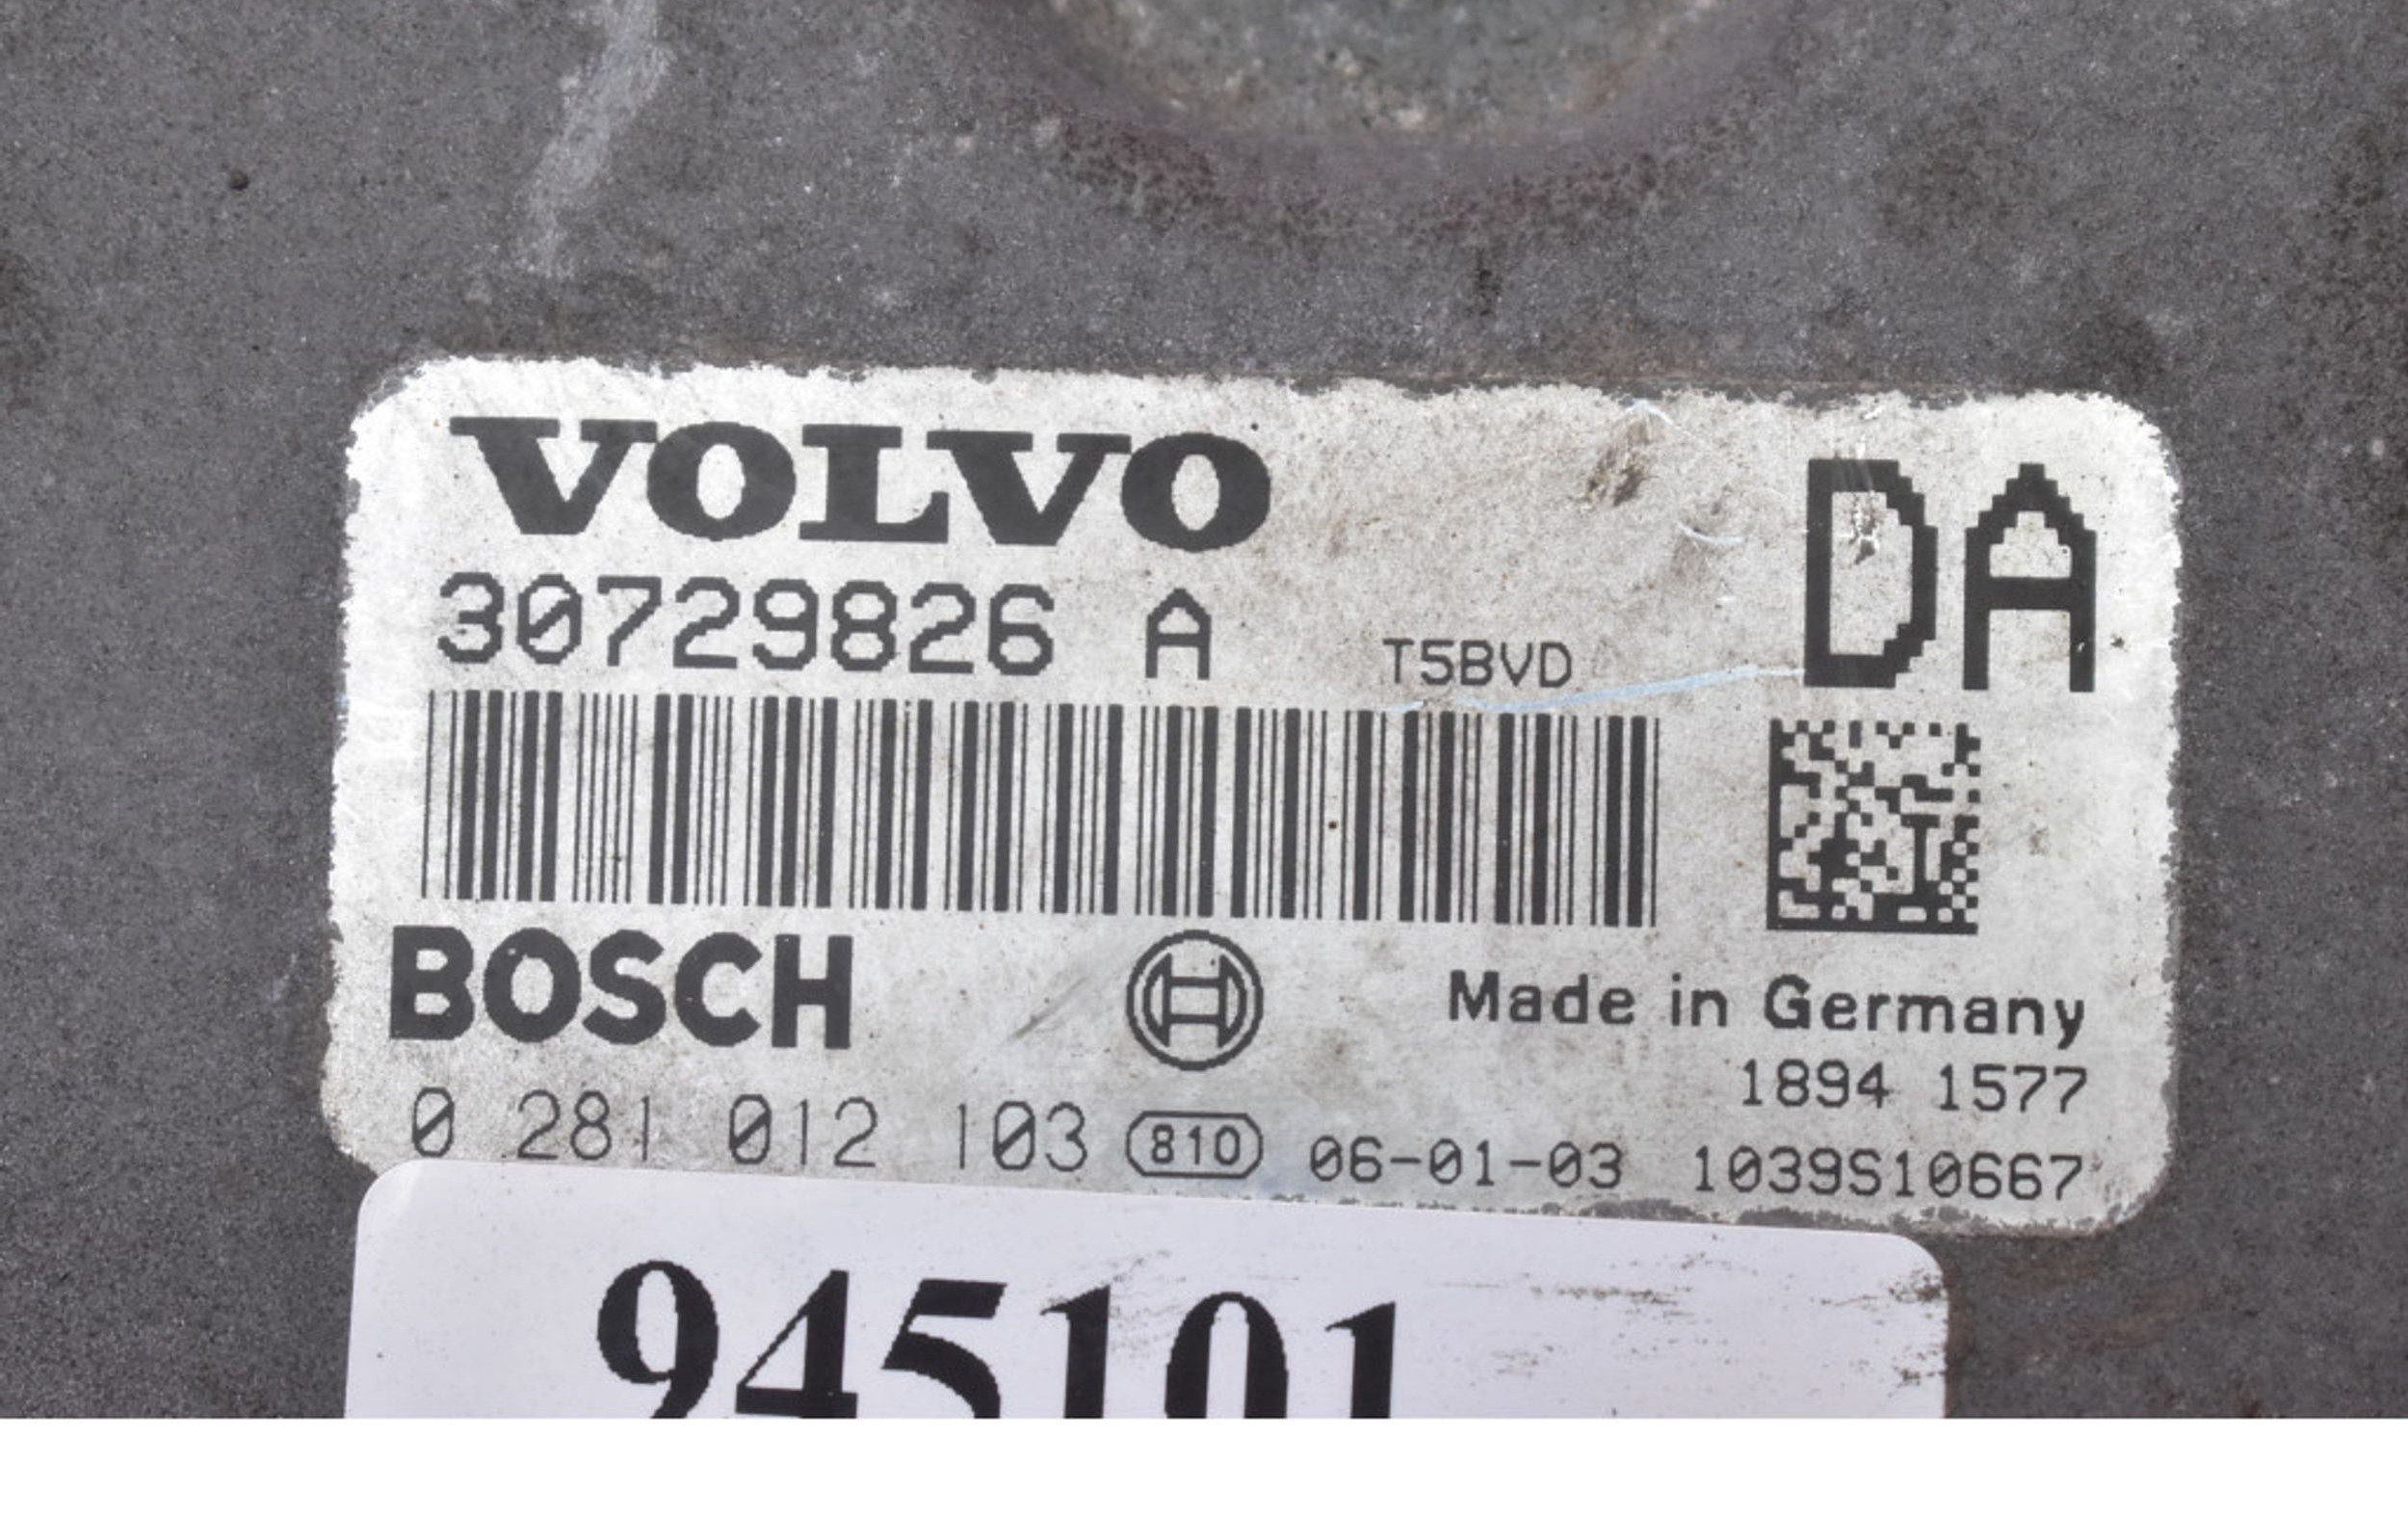 VOLVO
DA
30729826 A T5BVD
BOSCH
Made in Germany
1894 1577
0 281 012 103 810 06-01-03 1039S10667
945101